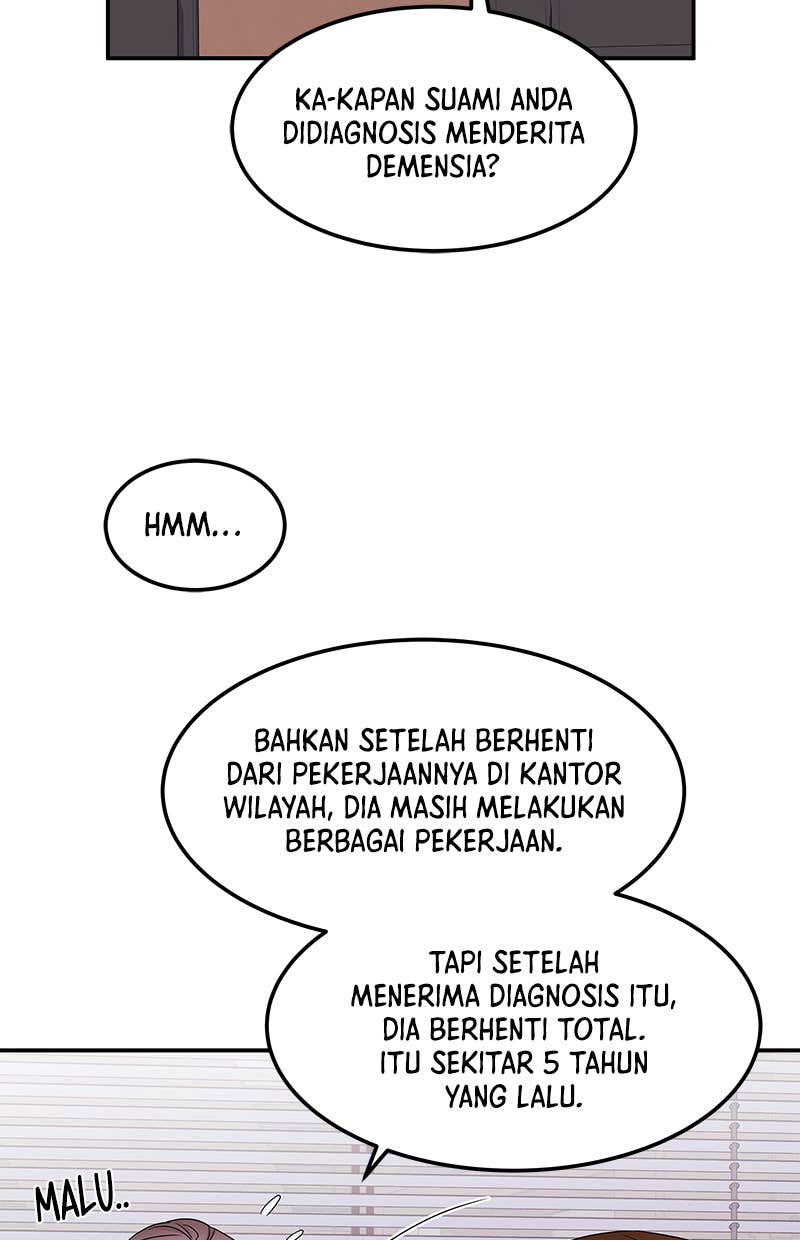 KA-KAPAN SUAMI ANDA
DIDIAGNOSIS MENDERITA
DEMENSIA?
HMM...
BAHKAN SETELAH BERHENTI
DARI PEKERJAANNYA DI KANTOR
WILAYAH, DIA MASIH MELAKUKAN
BERBAGAI PEKERJAAN.
TAPI SETELAH
MENERIMA DIAGNOSIS ITU,
DIA BERHENTI TOTAL.
ITU SEKITAR 5 TAHUN
YANG LALU.
MALU..